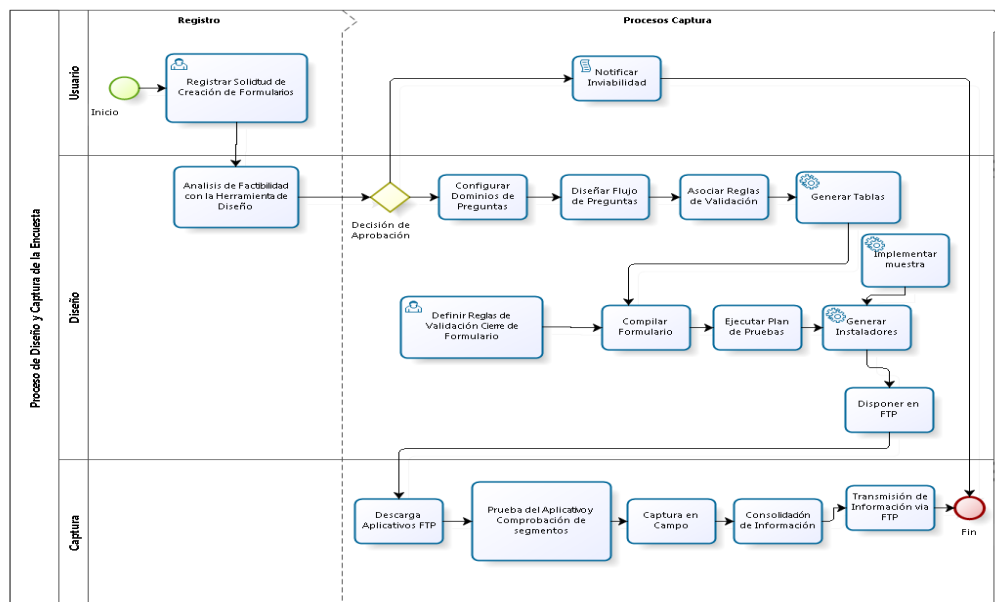 Registro
Procesos Captura
Proceso de Diseño y Captura de la Encuesta
Usuario
Inicio
Registrar Solicitud de
Creación de Formularios
Notificar
Inviabilidad
Diseño
Analisis de Factibilidad
con la Herramienta de
Diseño
Decisión de
Aprobación
Configurar
Dominios de
Preguntas
Diseñar Flujo
de Preguntas
Asociar Reglas
de Validación
Generar Tablas
Implementar
muestra
Definir Reglas de
Validación Cierre de
Formulario
Compilar
Formulario
Ejecutar Plan
de Pruebas
Generar
Instaladores
Disponer en
FTP
Captura
Descarga
Aplicativos FTP
Prueba del Aplicativo y
Comprobación de
segmentos
Captura en
Campo
Consolidación
de Información
Transmisión de
Información via
FTP
Fin